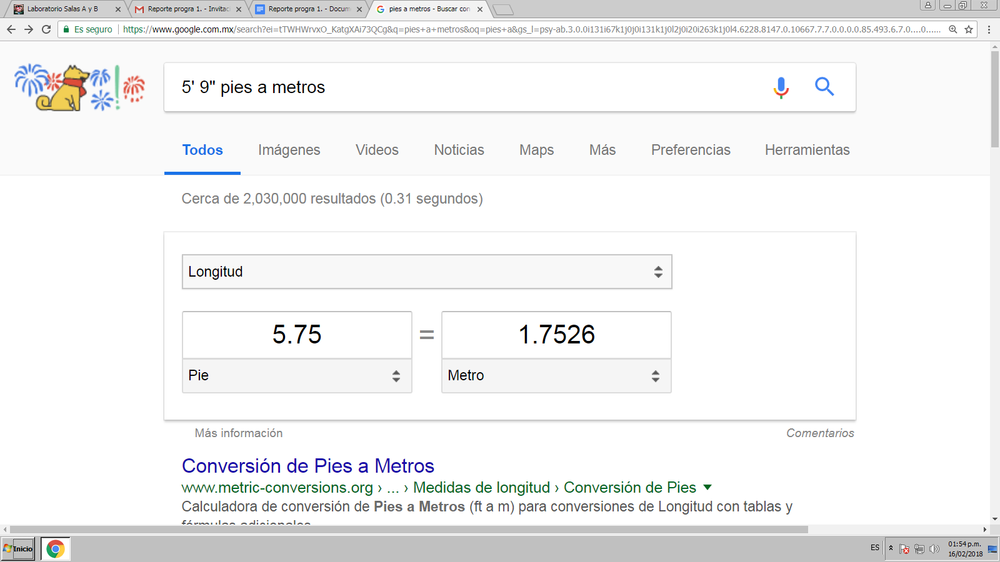 Laboratorio Salas A y B
Reporte progra 1. - Invitac
Reporte progra 1. - Docum
pies a metros - Buscar con
Es seguro
https://www.google.com.mx/search?ei=tTWHWrvxO_KatgXAi73QCg&q=pies+a+metros&oq=pies+a&gs_l=psy-ab.3.0.0i131i67k1j0j0i131k1j0l2j0i20i263k1j0l4.6228.8147.0.10667.7.7.0.0.0.0.85.493.6.7.0....0......
5' 9" pies a metros
Todos
Imágenes
Videos
Noticias
Maps
Más
Preferencias
Herramientas
Cerca de 2,030,000 resultados (0.31 segundos)
Longitud
5.75 = 1.7526
Pie
Metro
Más información
Comentarios
Conversión de Pies a Metros
www.metric-conversions.org › ... › Medidas de longitud › Conversión de Pies
Calculadora de conversión de Pies a Metros (ft a m) para conversiones de Longitud con tablas y
fórmulas adicionales
Inicio
ES
01:54 p.m.
16/02/2018